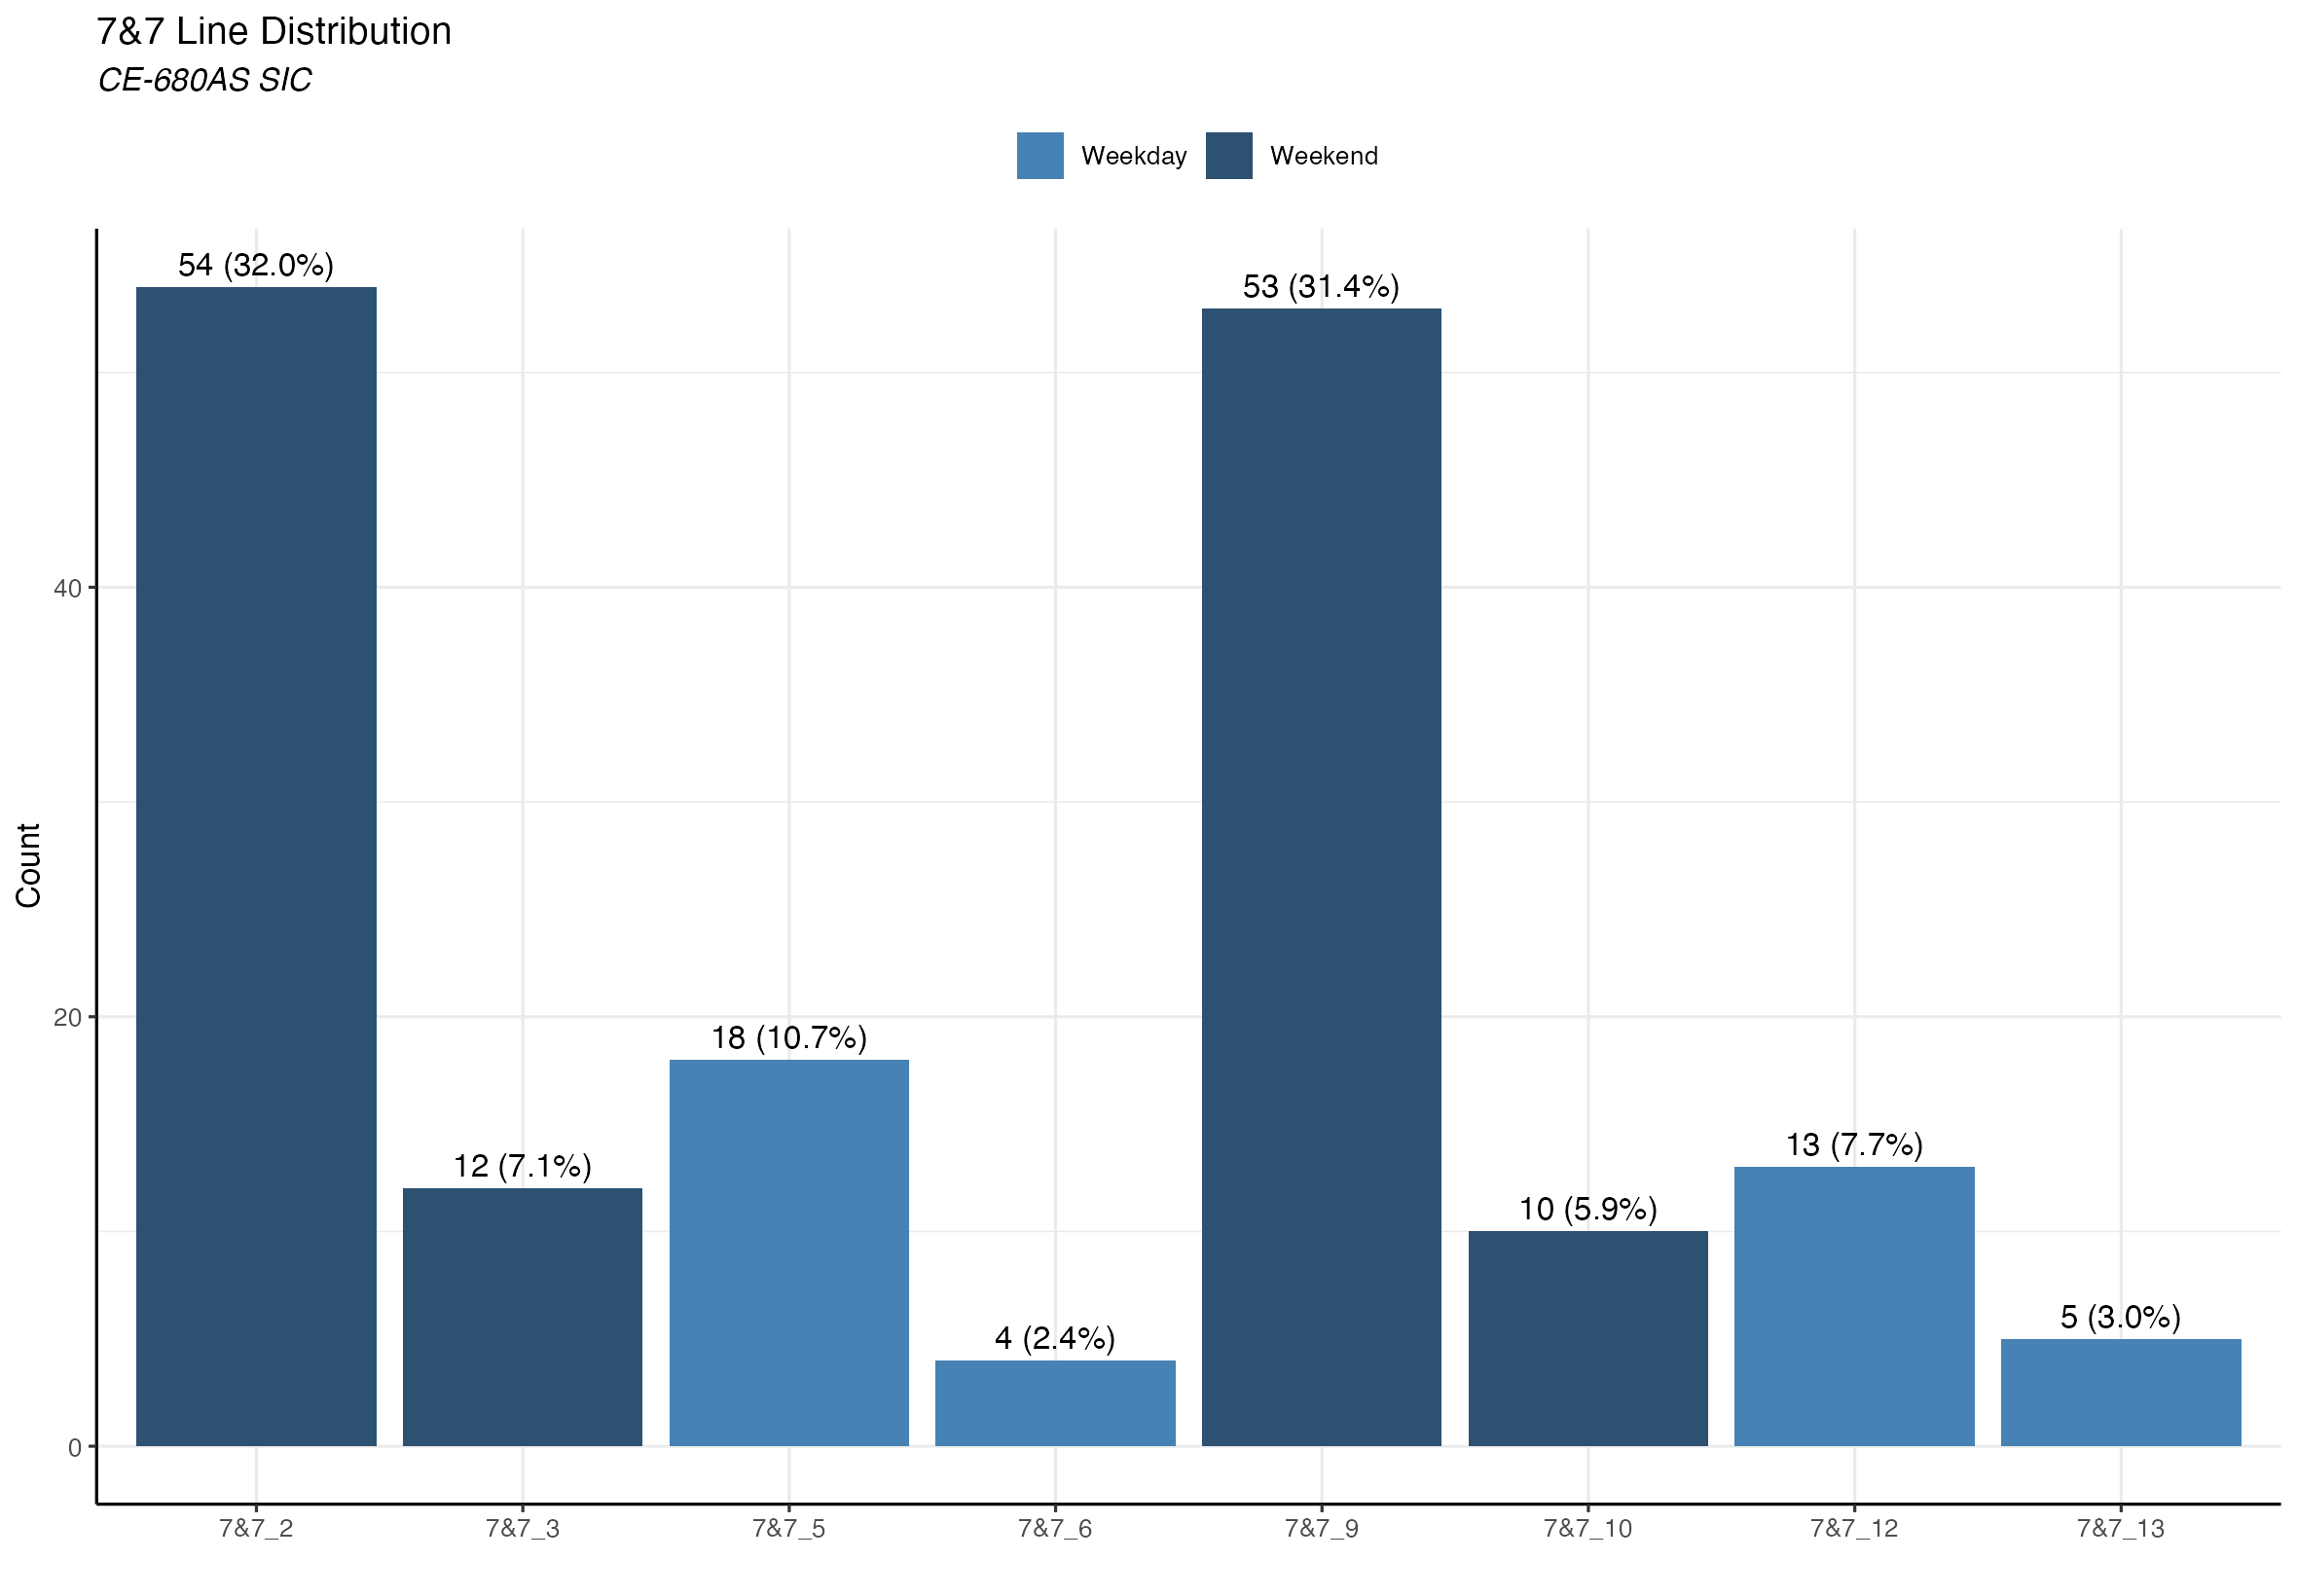 7&7 Line Distribution
CE-680AS SIC
Weekday Weekend
54 (32.0%)
53 (31.4%)
18 (10.7%)
12 (7.1%)
13 (7.7%)
10 (5.9%)
4 (2.4%)
5 (3.0%)
Count
40
20
0
7&7_2 7&7_3 7&7_5 7&7_6 7&7_9 7&7_10 7&7_12 7&7_13